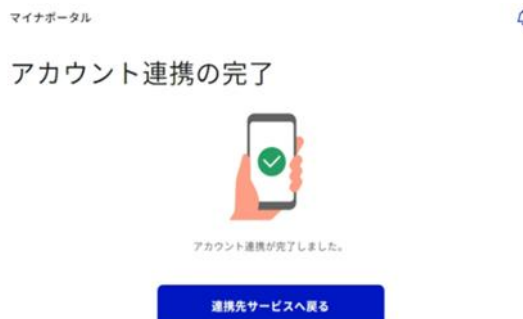 マイナポータル
アカウント連携の完了
アカウント連携が完了しました。
連携先サービスへ戻る